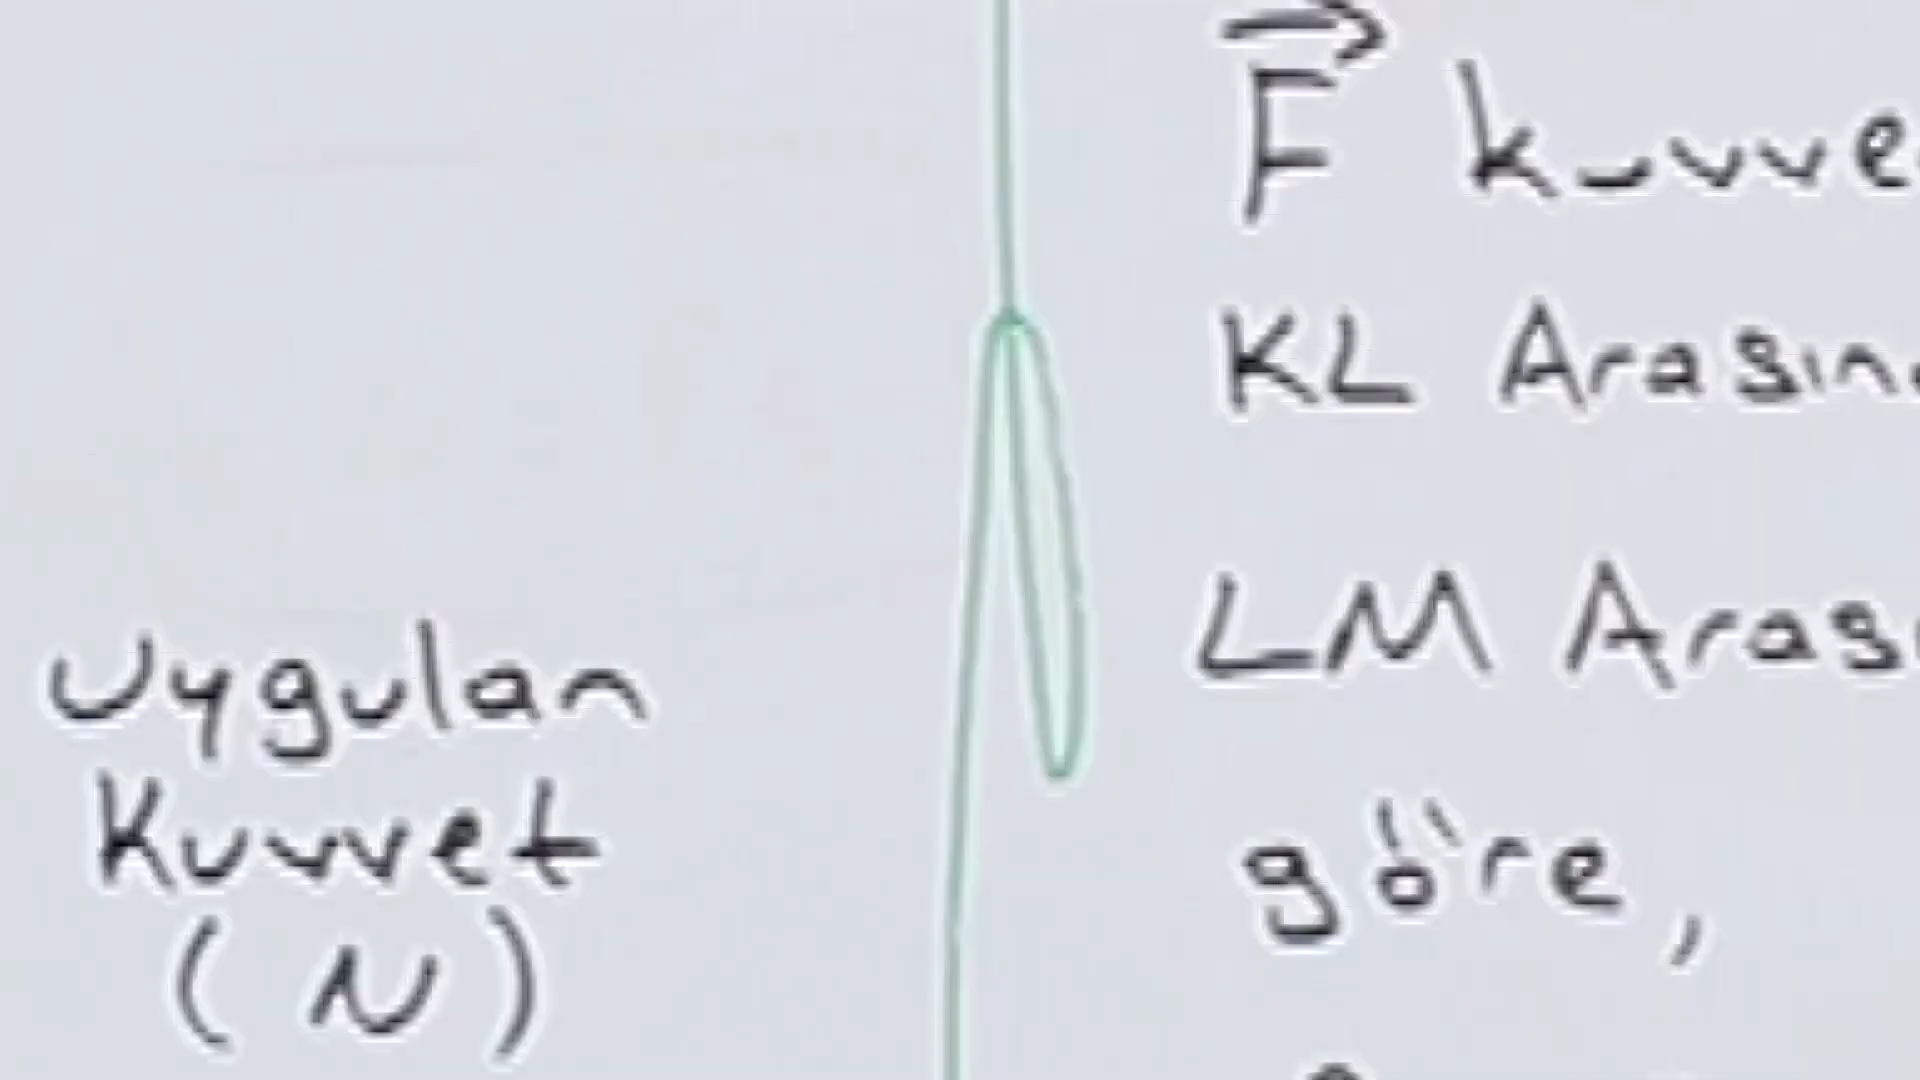 F kuvve
KL Arasın
LM Aras
göre,
Uygulan
Kuvvet
(N)